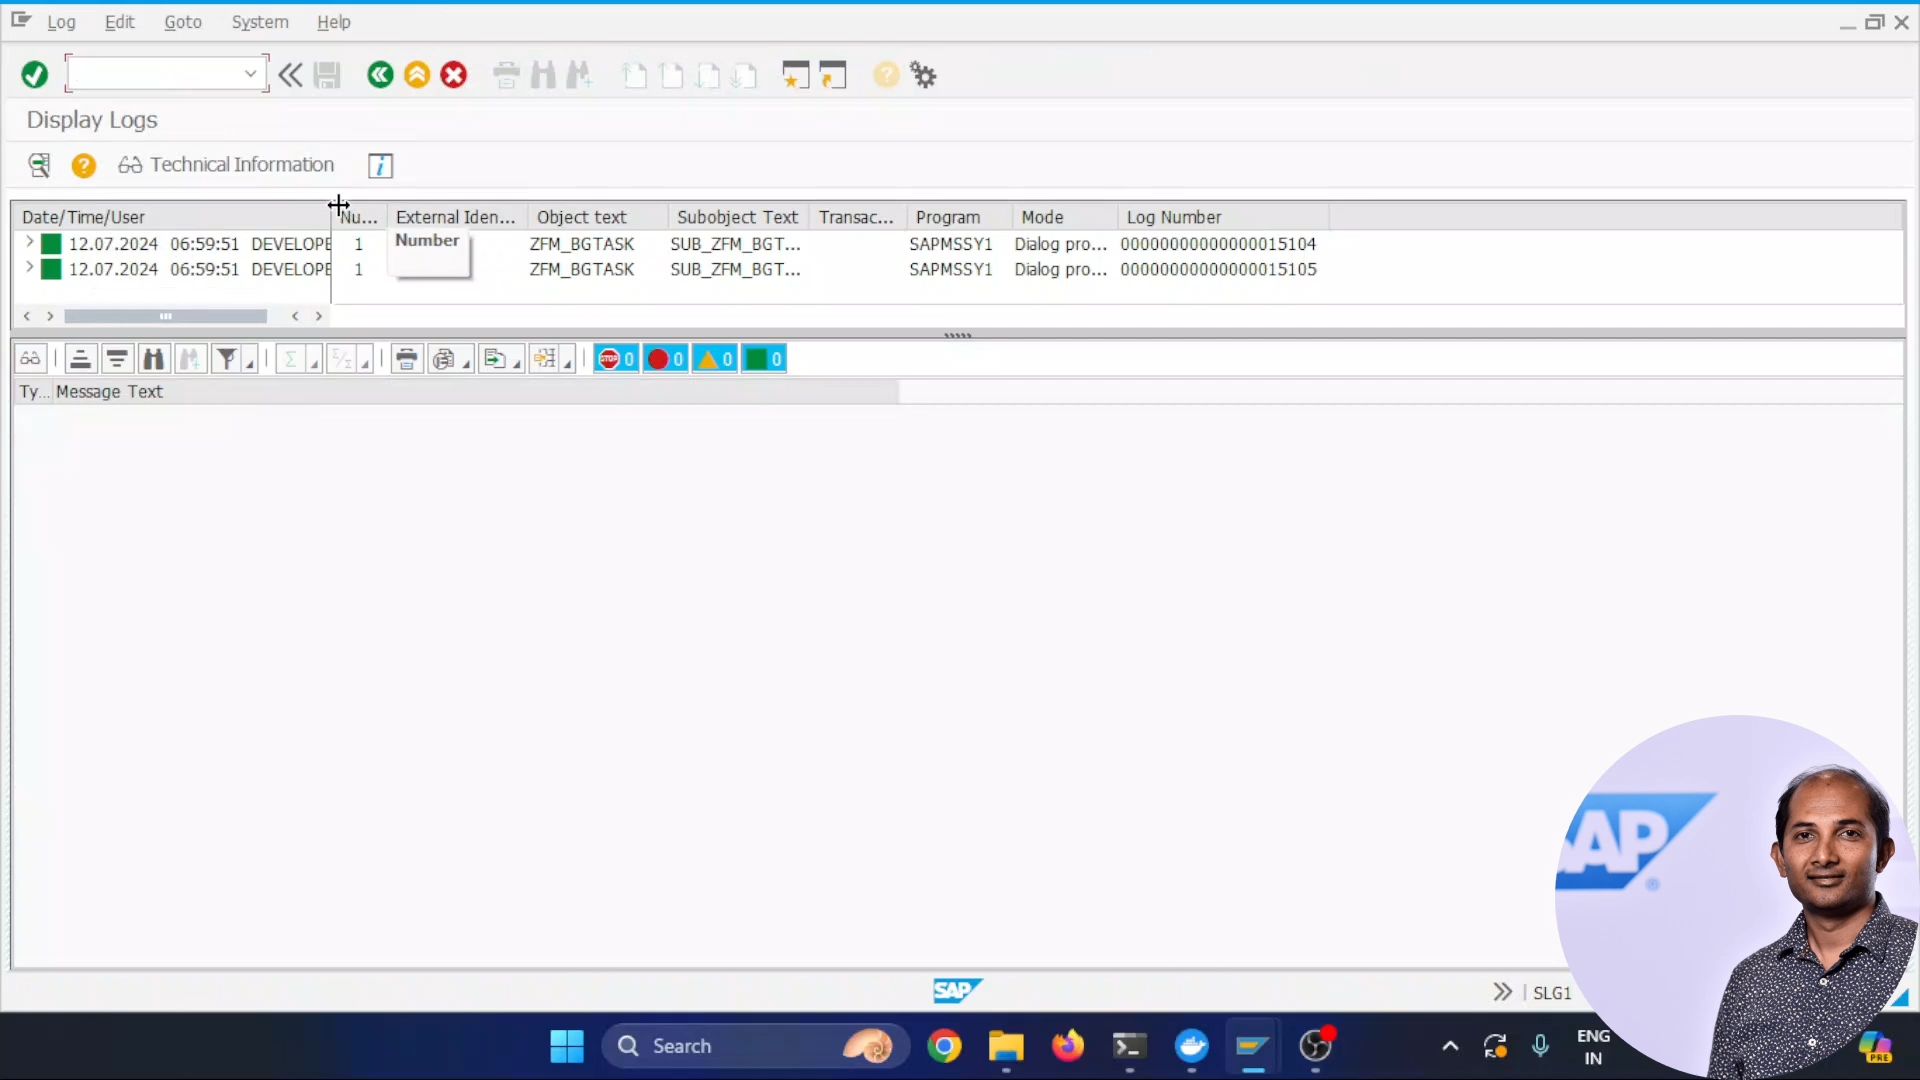 Log Edit Goto System Help
Display Logs
Technical Information
Date/Time/User Nu... External Iden... Object text Subobject Text Transac... Program Mode Log Number
12.07.2024 06:59:51 DEVELOPE 1 ZFM_BGTASK SUB_ZFM_BGT... SAPMSSY1 Dialog pro... 00000000000000015104
12.07.2024 06:59:51 DEVELOPE 1 ZFM_BGTASK SUB_ZFM_BGT... SAPMSSY1 Dialog pro... 00000000000000015105
Number
STOP 0 0 0 0
Ty... Message Text
SAP
SAP
SLG1
Search
ENG
IN
PRE